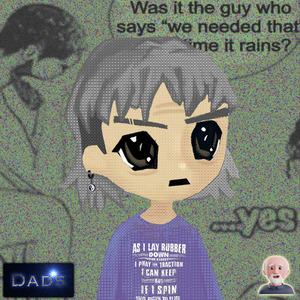 Was it the guy who
says "we needed that
time it rains?
....yes
AS I LAY RUBBER
DOWN
I PRAY FOR TRACTION
I CAN KEEP
BUT
IF I SPIN
DADS